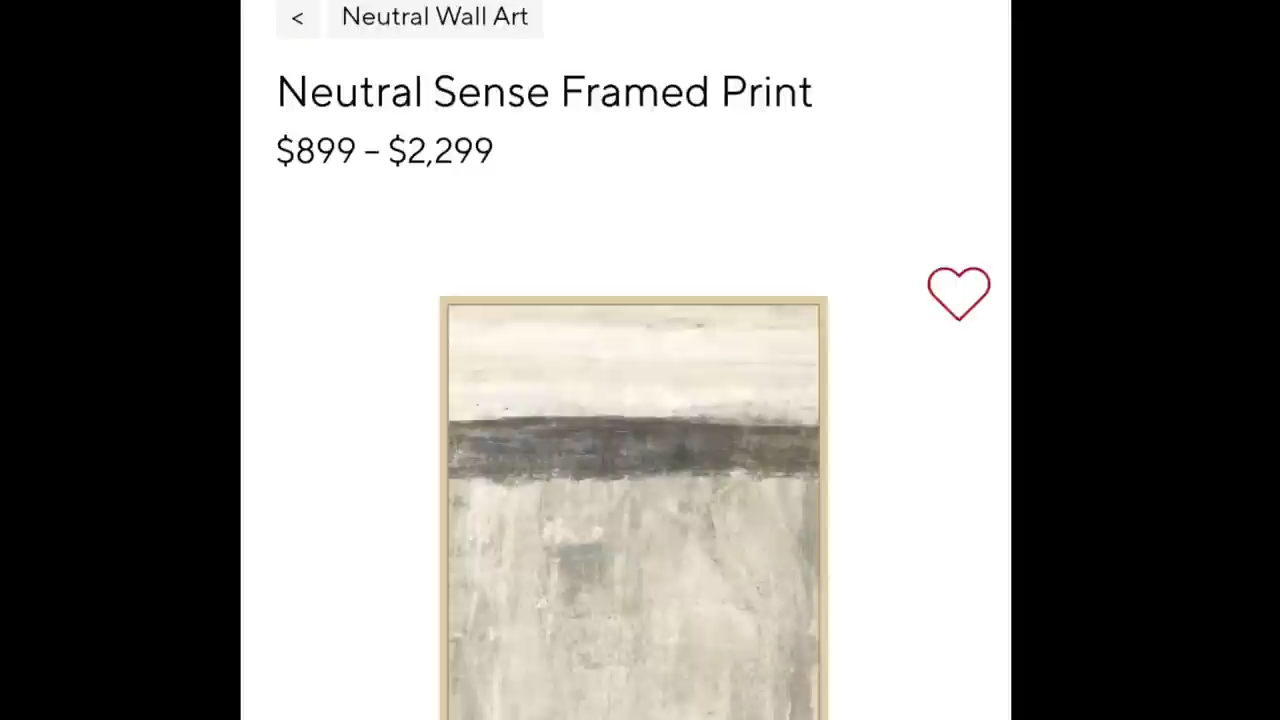 < Neutral Wall Art
Neutral Sense Framed Print
$899 – $2,299